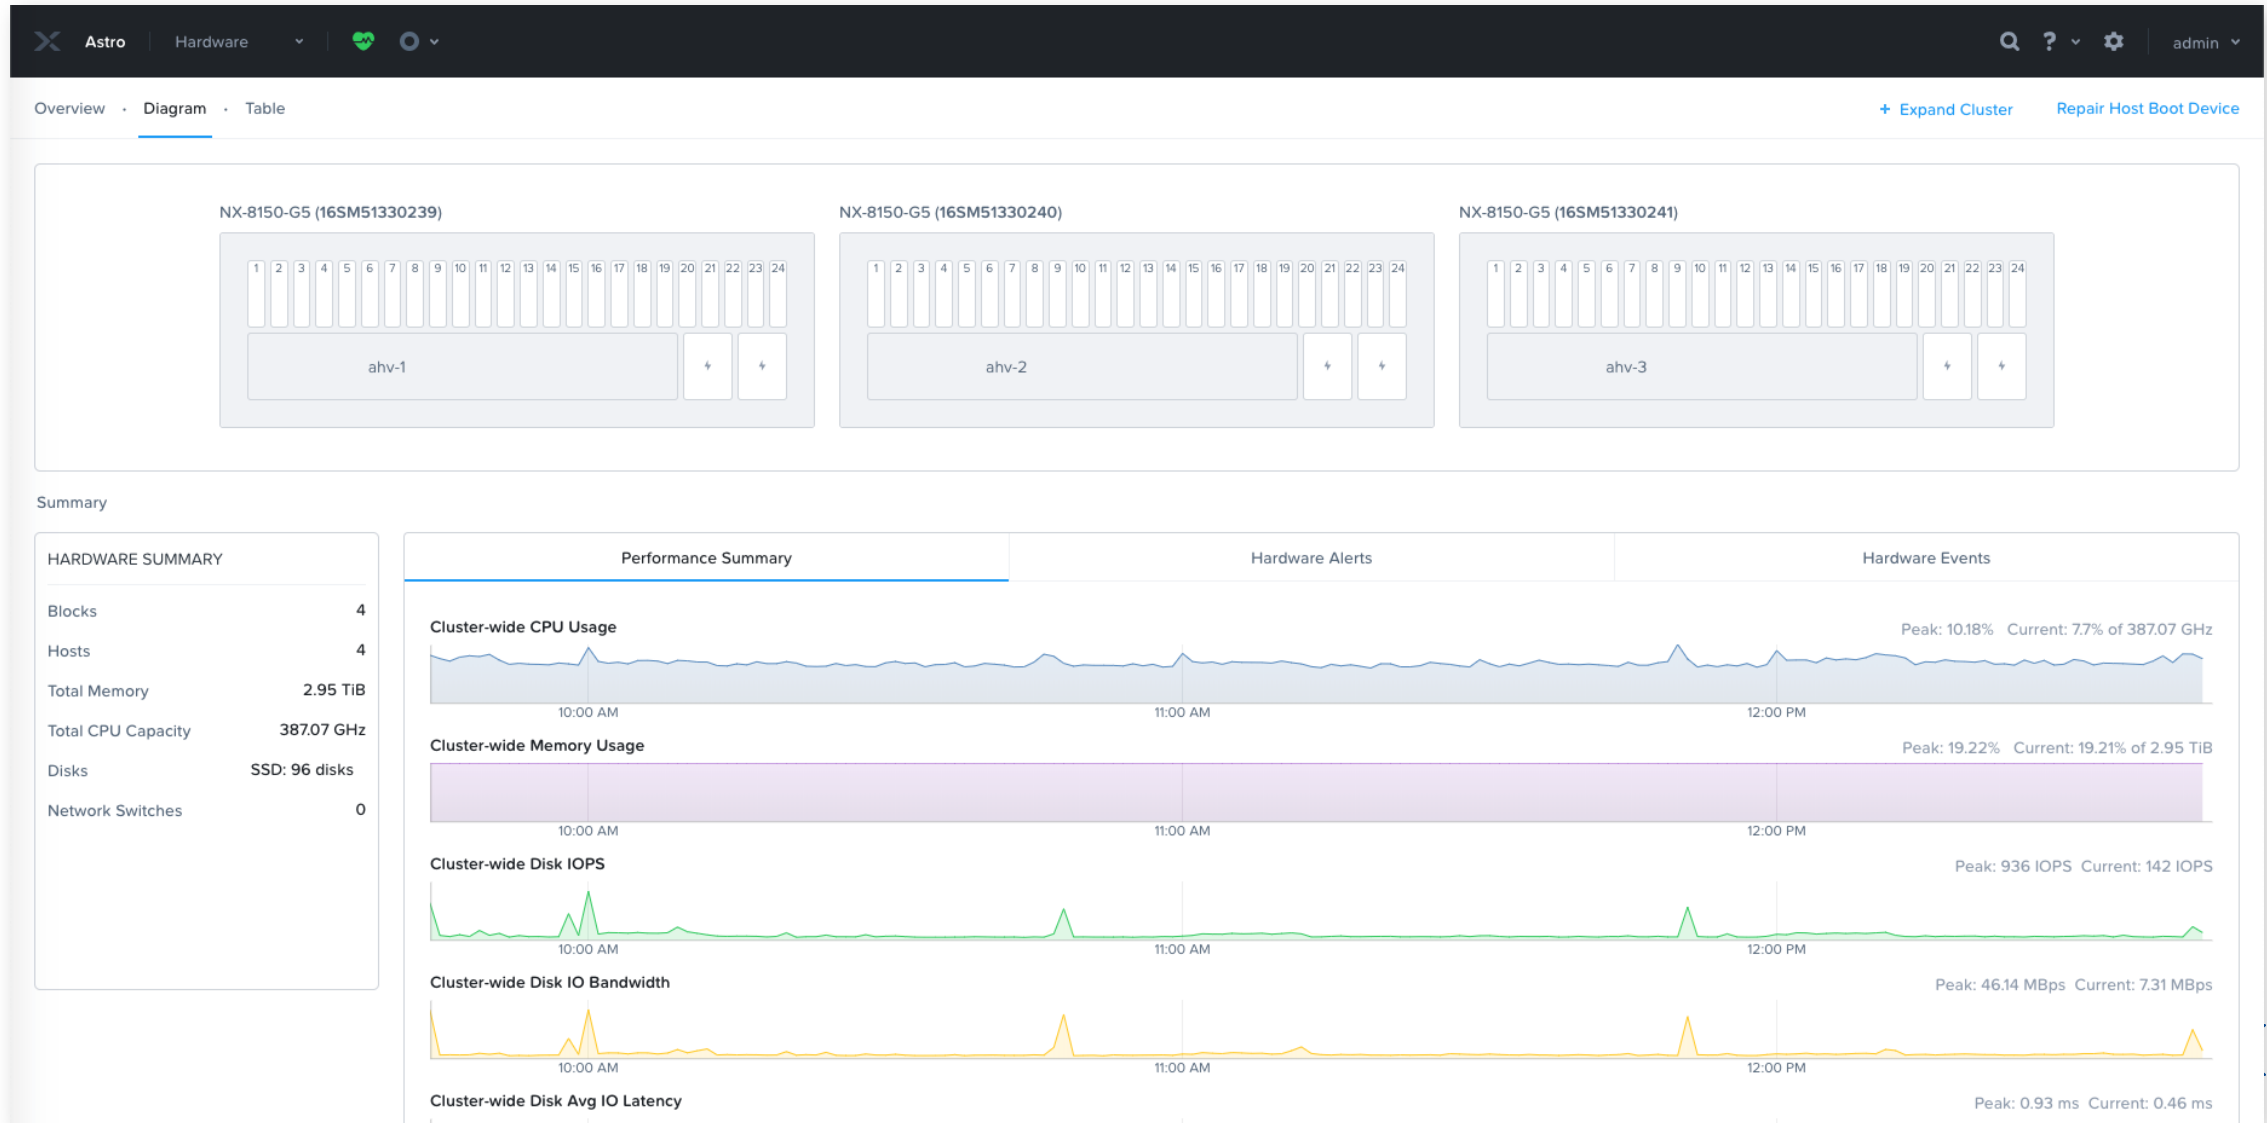 Astro Hardware ? admin
Overview · Diagram · Table + Expand Cluster Repair Host Boot Device
NX-8150-G5 (16SM51330239) NX-8150-G5 (16SM51330240) NX-8150-G5 (16SM51330241)
1 2 3 4 5 6 7 8 9 10 11 12 13 14 15 16 17 18 19 20 21 22 23 24 1 2 3 4 5 6 7 8 9 10 11 12 13 14 15 16 17 18 19 20 21 22 23 24 1 2 3 4 5 6 7 8 9 10 11 12 13 14 15 16 17 18 19 20 21 22 23 24
ahv-1 ahv-2 ahv-3
Summary
HARDWARE SUMMARY
Blocks 4
Hosts 4
Total Memory 2.95 TiB
Total CPU Capacity 387.07 GHz
Disks SSD: 96 disks
Network Switches 0
Performance Summary Hardware Alerts Hardware Events
Cluster-wide CPU Usage Peak: 10.18% Current: 7.7% of 387.07 GHz
10:00 AM 11:00 AM 12:00 PM
Cluster-wide Memory Usage Peak: 19.22% Current: 19.21% of 2.95 TiB
10:00 AM 11:00 AM 12:00 PM
Cluster-wide Disk IOPS Peak: 936 IOPS Current: 142 IOPS
10:00 AM 11:00 AM 12:00 PM
Cluster-wide Disk IO Bandwidth Peak: 46.14 MBps Current: 7.31 MBps
10:00 AM 11:00 AM 12:00 PM
Cluster-wide Disk Avg IO Latency Peak: 0.93 ms Current: 0.46 ms